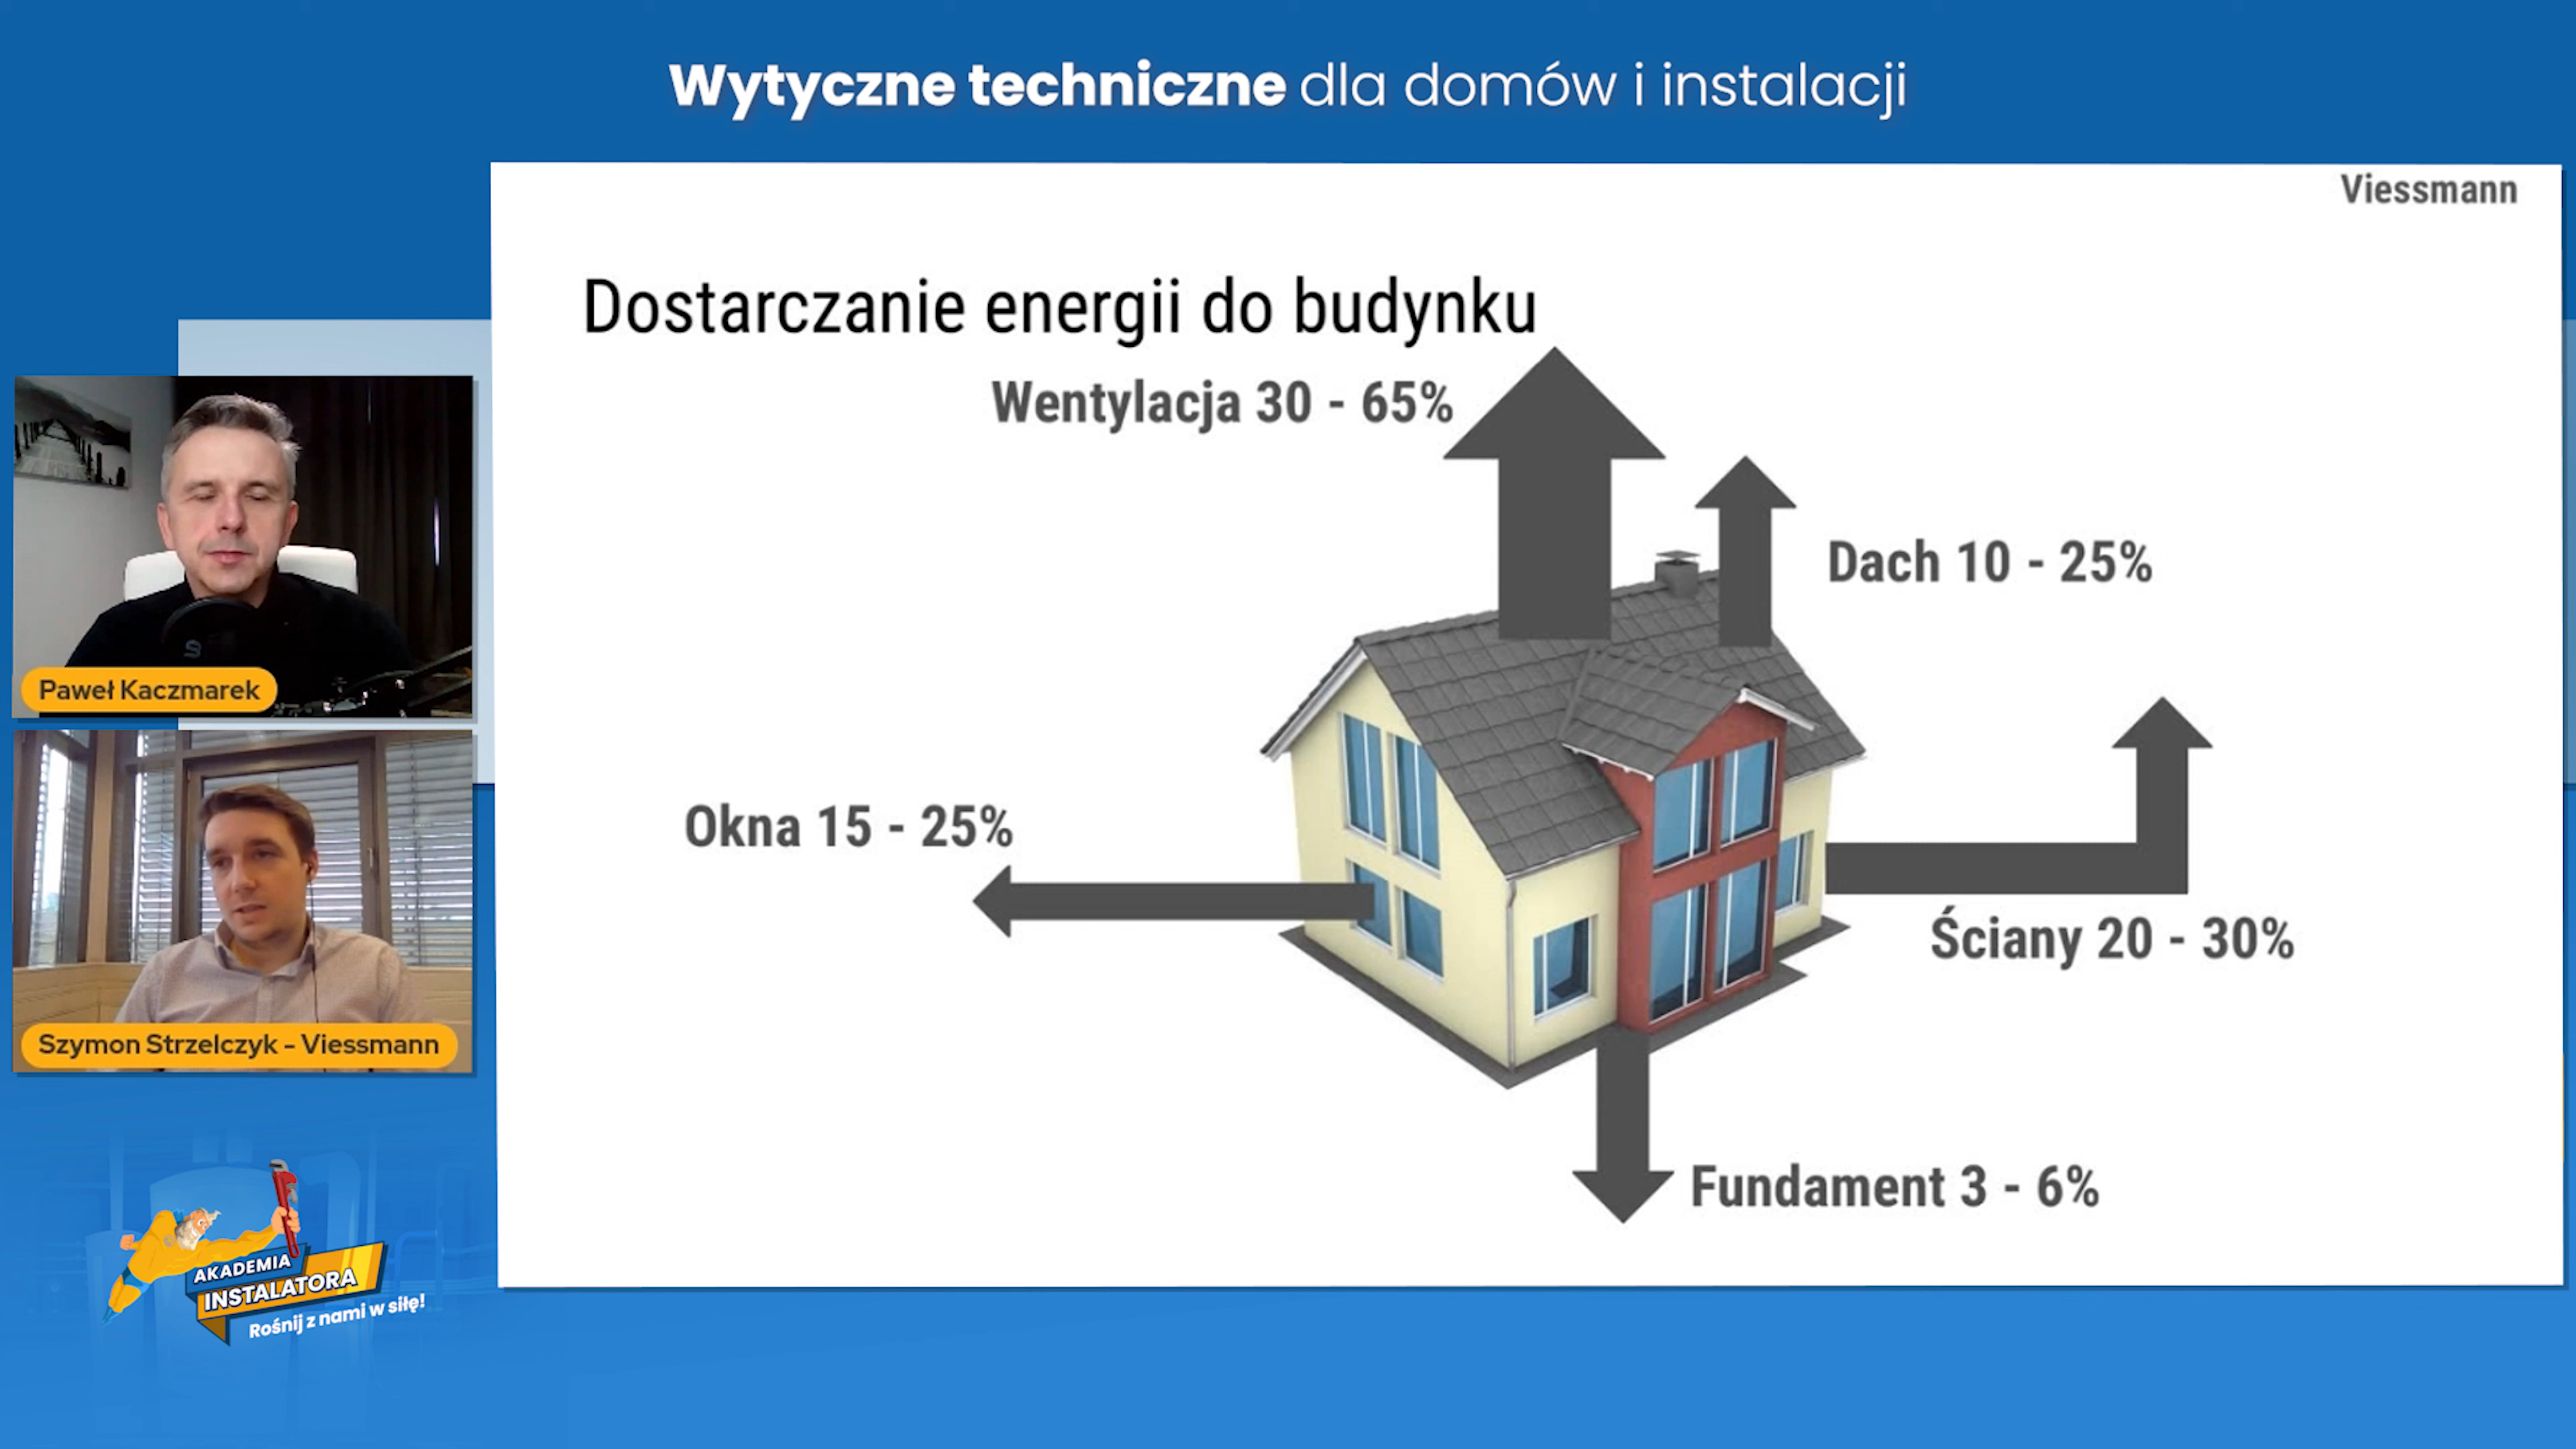 Wytyczne techniczne dla domów i instalacji
Viessmann
Dostarczanie energii do budynku
Wentylacja 30 - 65%
Dach 10 - 25%
Okna 15 - 25%
Ściany 20 - 30%
Fundament 3 - 6%
Paweł Kaczmarek
Szymon Strzelczyk - Viessmann
AKADEMIA
INSTALATORA
Rośnij z nami w siłę!